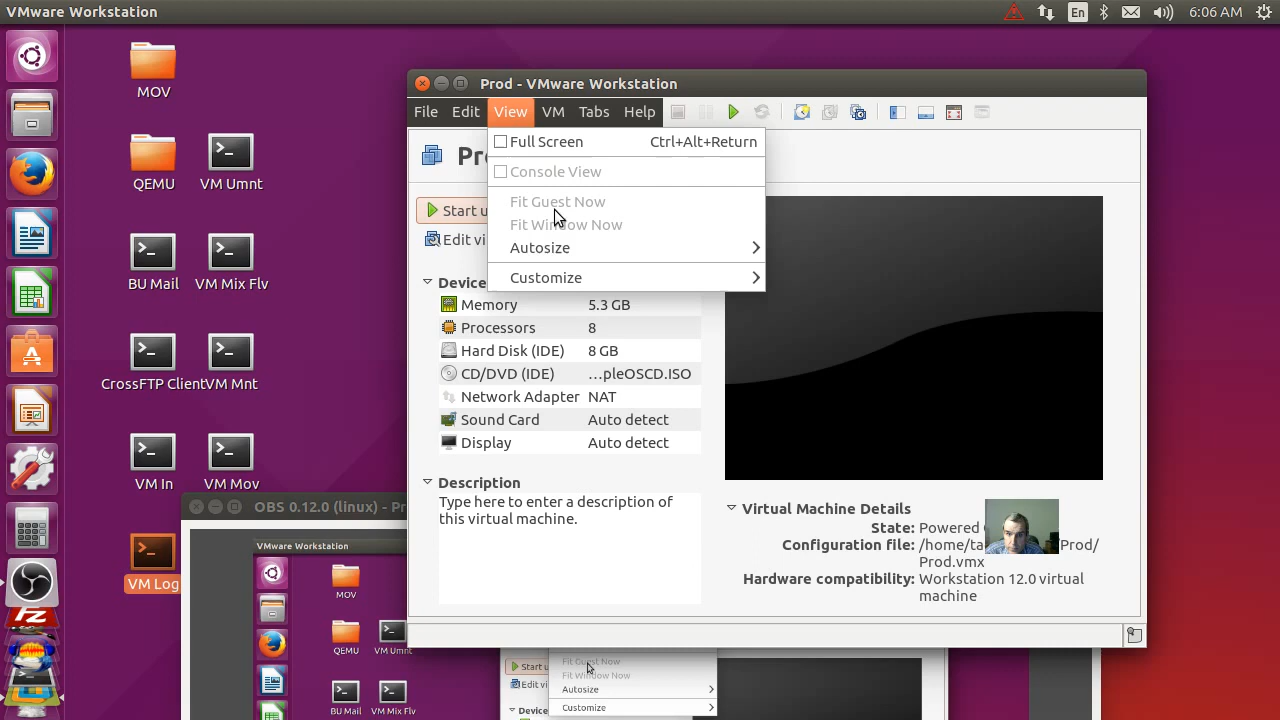 VMware Workstation
En
6:06 AM
MOV
QEMU
VM Umnt
BU Mail
VM Mix Flv
CrossFTP Client
VM Mnt
VM In
VM Mov
VM Log
Prod - VMware Workstation
File Edit View VM Tabs Help
Full Screen Ctrl+Alt+Return
Console View
Fit Guest Now
Fit Window Now
Autosize
Customize
Start u
Edit vi
Device
Memory 5.3 GB
Processors 8
Hard Disk (IDE) 8 GB
CD/DVD (IDE) ...pleOSCD.ISO
Network Adapter NAT
Sound Card Auto detect
Display Auto detect
Description
Type here to enter a description of
this virtual machine.
Virtual Machine Details
State: Powered
Configuration file: /home/ta Prod/
Prod.vmx
Hardware compatibility: Workstation 12.0 virtual
machine
OBS 0.12.0 (linux) - Pr
VMware Workstation
MOV
QEMU
VM Umnt
BU Mail
VM Mix Flv
Fit Guest Now
Start u
Fit Window Now
Edit vi
Autosize
Customize
Device